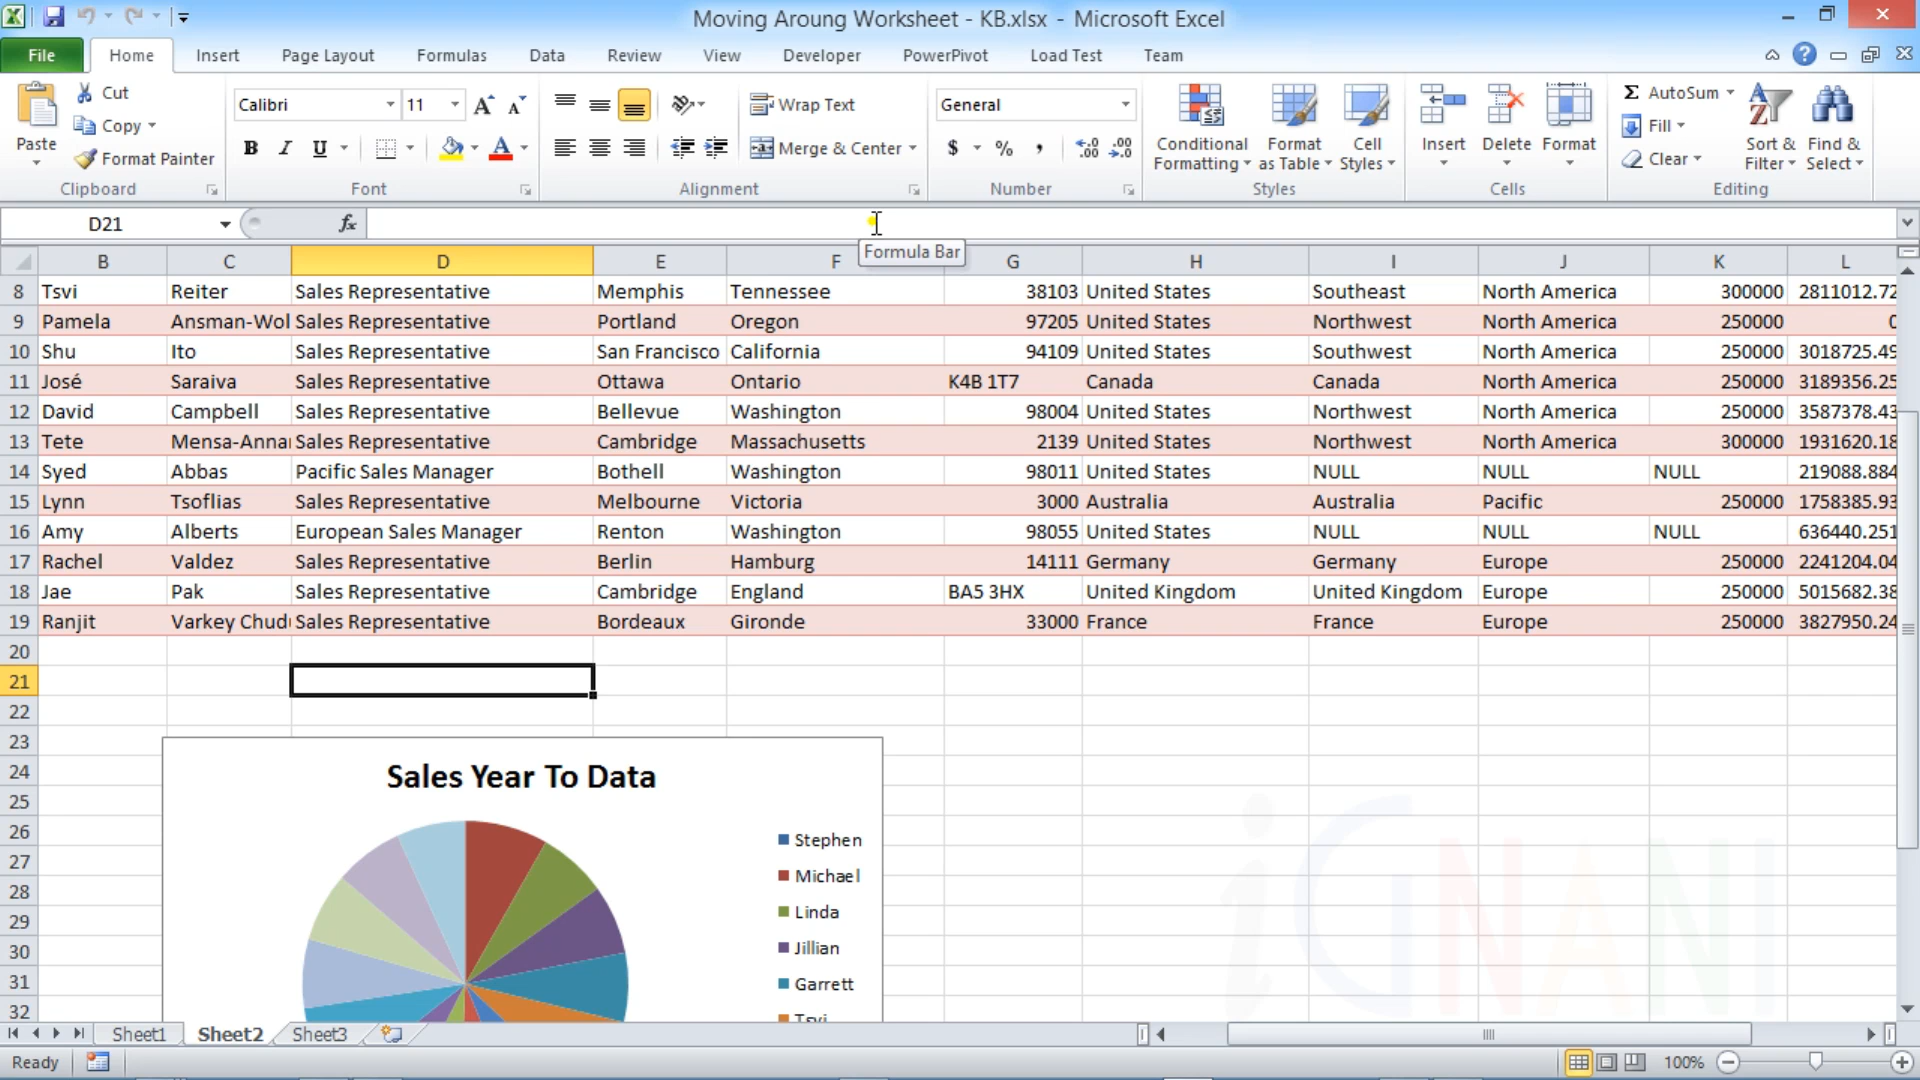 Moving Aroung Worksheet - KB.xlsx - Microsoft Excel
File Home Insert Page Layout Formulas Data Review View Developer PowerPivot Load Test Team
Paste Cut Copy Format Painter Clipboard
Calibri 11 B I U Font
Wrap Text Merge & Center Alignment
General $ % , Number
Conditional Formatting Format as Table Cell Styles Styles
Insert Delete Format Cells
Σ AutoSum Fill Clear Sort & Filter Find & Select Editing
D21 fx
Formula Bar
B C D E F G H I J K L
8 Tsvi Reiter Sales Representative Memphis Tennessee 38103 United States Southeast North America 300000 2811012.72
9 Pamela Ansman-Wol Sales Representative Portland Oregon 97205 United States Northwest North America 250000 0
10 Shu Ito Sales Representative San Francisco California 94109 United States Southwest North America 250000 3018725.49
11 José Saraiva Sales Representative Ottawa Ontario K4B 1T7 Canada Canada North America 250000 3189356.25
12 David Campbell Sales Representative Bellevue Washington 98004 United States Northwest North America 250000 3587378.43
13 Tete Mensa-Annan Sales Representative Cambridge Massachusetts 2139 United States Northwest North America 300000 1931620.18
14 Syed Abbas Pacific Sales Manager Bothell Washington 98011 United States NULL NULL NULL 219088.884
15 Lynn Tsoflias Sales Representative Melbourne Victoria 3000 Australia Australia Pacific 250000 1758385.93
16 Amy Alberts European Sales Manager Renton Washington 98055 United States NULL NULL NULL 636440.251
17 Rachel Valdez Sales Representative Berlin Hamburg 14111 Germany Germany Europe 250000 2241204.04
18 Jae Pak Sales Representative Cambridge England BA5 3HX United Kingdom United Kingdom Europe 250000 5015682.38
19 Ranjit Varkey Chud Sales Representative Bordeaux Gironde 33000 France France Europe 250000 3827950.24
20
21
22
23
24
25
26
27
28
29
30
31
32
Sales Year To Data
Stephen
Michael
Linda
Jillian
Garrett
Tsvi
iGNANI
Sheet1 Sheet2 Sheet3
Ready 100%